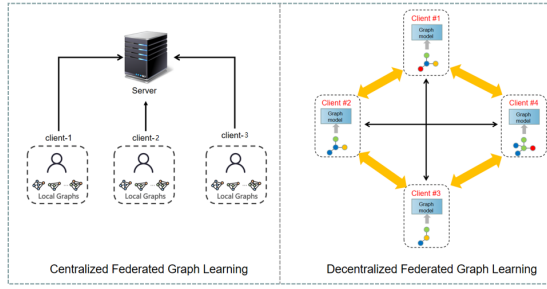 Server
client-1
client-2
client-3
Local Graphs
Local Graphs
Local Graphs
Centralized Federated Graph Learning
Client #1
Graph model
Client #2
Graph model
Client #4
Graph model
Client #3
Graph model
Decentralized Federated Graph Learning